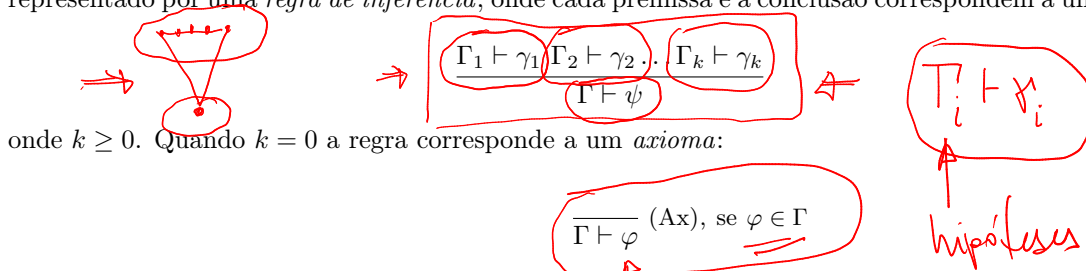 representado por uma regra de inferência, onde cada premissa e a conclusão correspondem a um
Γ₁ ⊢ γ₁ Γ₂ ⊢ γ₂ … Γₖ ⊢ γₖ
Γ ⊢ ψ
Γᵢ ⊢ γᵢ
onde k ≥ 0. Quando k = 0 a regra corresponde a um axioma:
Γ ⊢ φ (Ax), se φ ∈ Γ
hipóteses